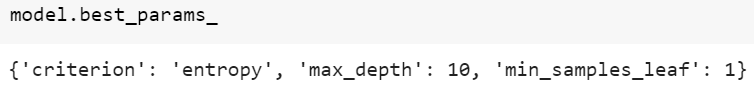 model.best_params_
{'criterion': 'entropy', 'max_depth': 10, 'min_samples_leaf': 1}